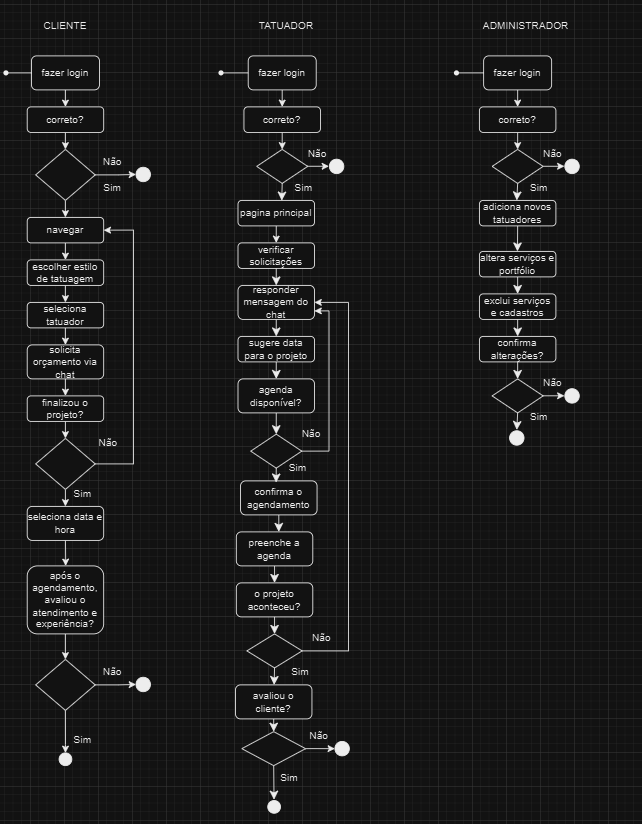 CLIENTE
fazer login
correto?
Não
Sim
navegar
escolher estilo
de tatuagem
seleciona
tatuador
solicita
orçamento via
chat
finalizou o
projeto?
Não
Sim
seleciona data e
hora
após o
agendamento,
avaliou o
atendimento e
experiência?
Não
Sim
TATUADOR
fazer login
correto?
Não
Sim
pagina principal
verificar
solicitações
responder
mensagem do
chat
sugere data
para o projeto
agenda
disponível?
Não
Sim
confirma o
agendamento
preenche a
agenda
o projeto
aconteceu?
Não
Sim
avaliou o
cliente?
Não
Sim
ADMINISTRADOR
fazer login
correto?
Não
Sim
adiciona novos
tatuadores
altera serviços e
portfólio
exclui serviços
e cadastros
confirma
alterações?
Não
Sim